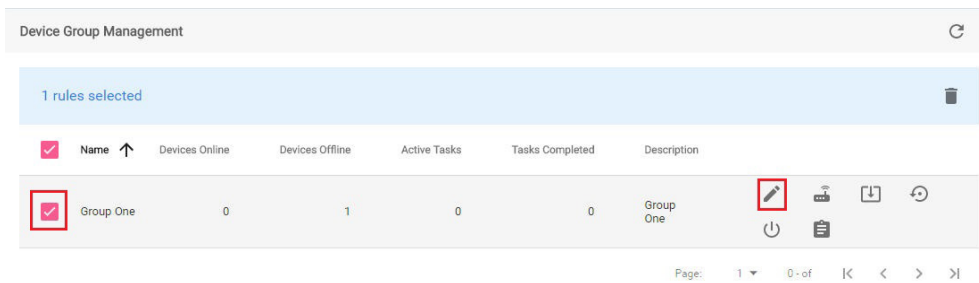 Device Group Management
1 rules selected
Name Devices Online Devices Offline Active Tasks Tasks Completed Description
Group One 0 1 0 0 Group
One
Page: 1 0 - of